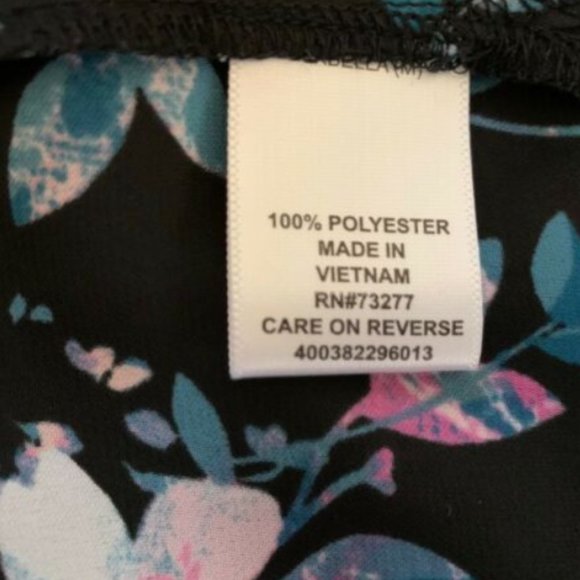 100% POLYESTER
MADE IN
VIETNAM
RN#73277
CARE ON REVERSE
400382296013